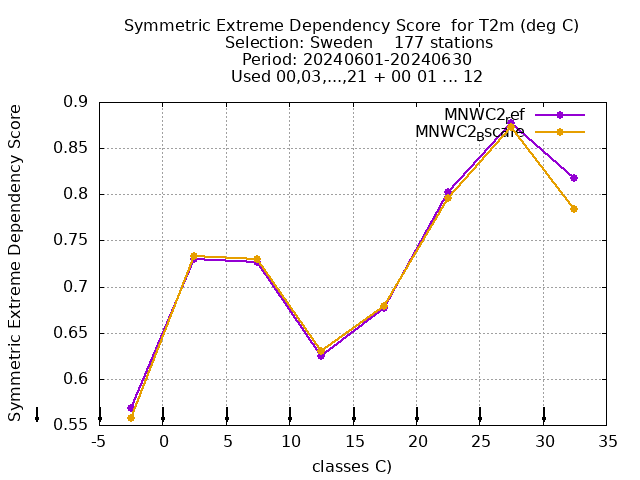 Symmetric Extreme Dependency Score for T2m (deg C)
Selection: Sweden 177 stations
Period: 20240601-20240630
Used 00,03,...,21 + 00 01 ... 12
Symmetric Extreme Dependency Score
0.9
0.85
0.8
0.75
0.7
0.65
0.6
0.55
-5 0 5 10 15 20 25 30 35
classes C)
MNWC2_ref
MNWC2_Bscale